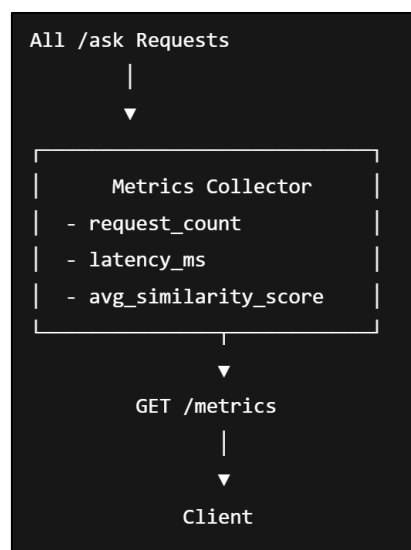 All /ask Requests
Metrics Collector
- request_count
- latency_ms
- avg_similarity_score
GET /metrics
Client